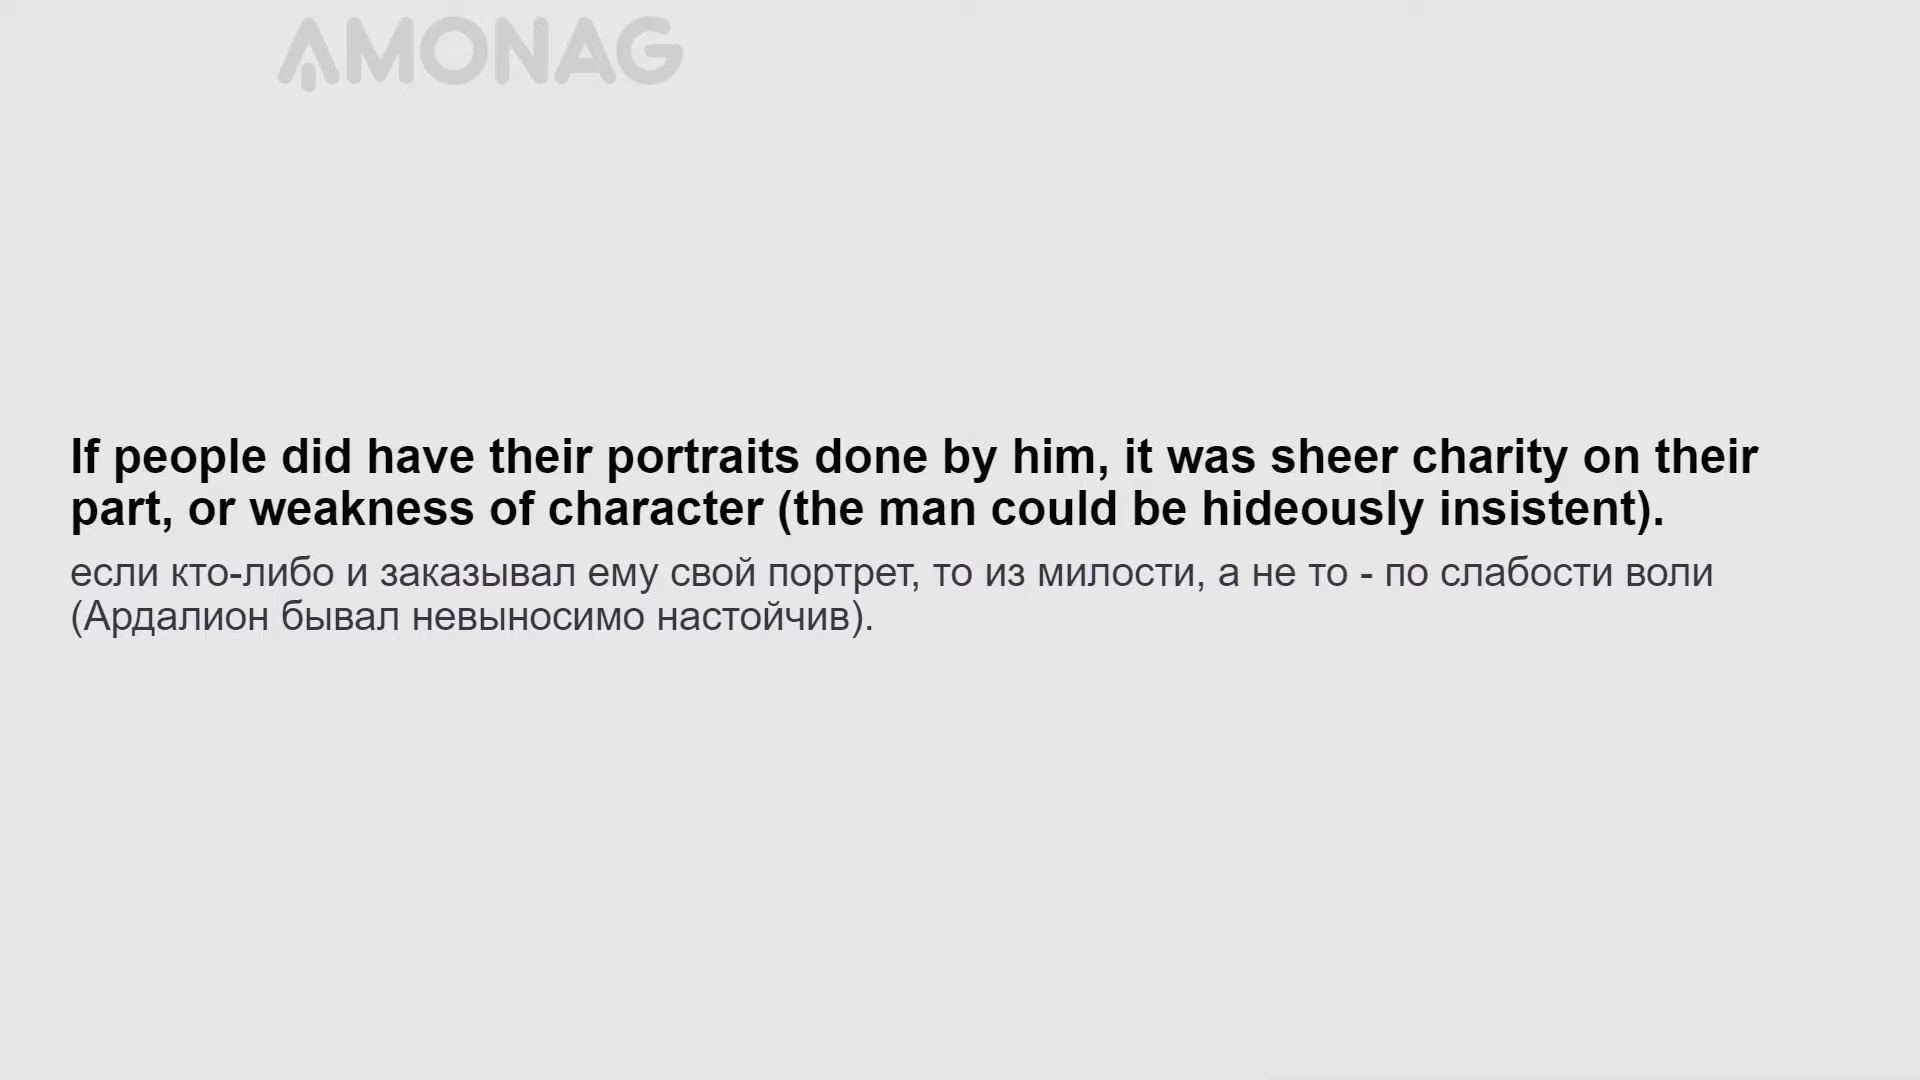 AMONAG
If people did have their portraits done by him, it was sheer charity on their
part, or weakness of character (the man could be hideously insistent).
если кто-либо и заказывал ему свой портрет, то из милости, а не то - по слабости воли
(Ардалион бывал невыносимо настойчив).